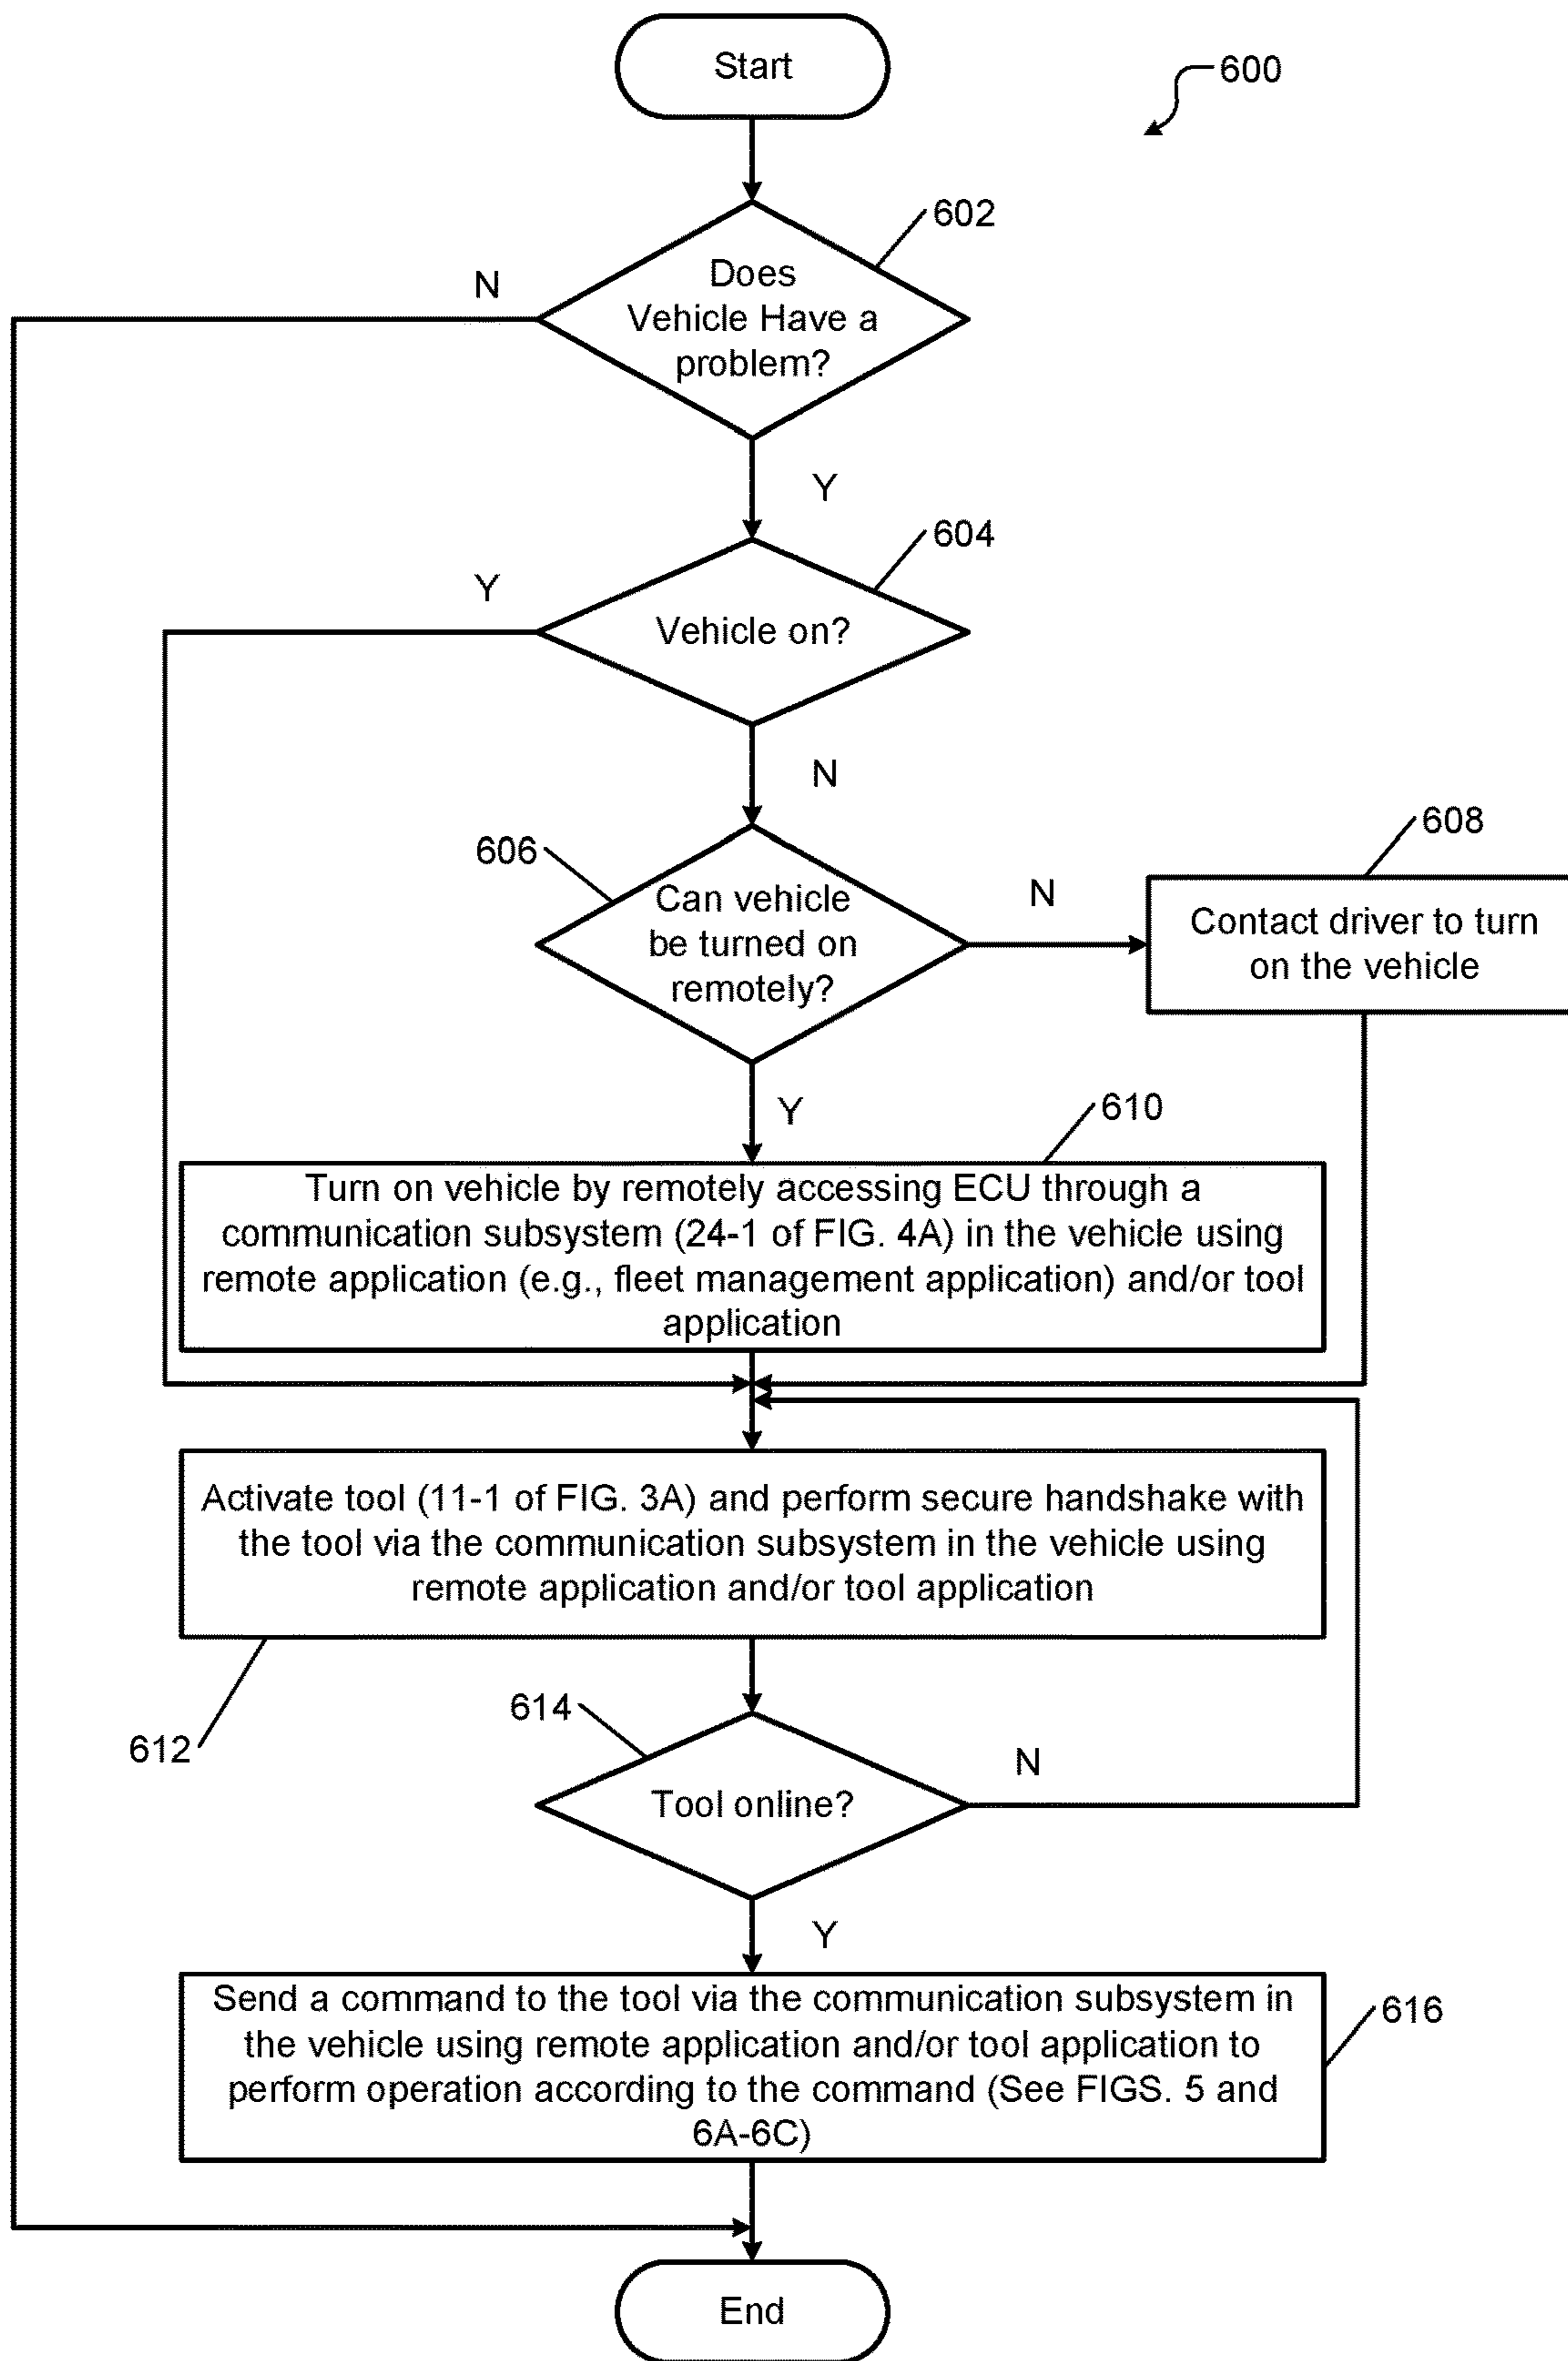 Start
600
602
Does
Vehicle Have a
problem?
N
Y
604
Vehicle on?
Y
N
606
Can vehicle
be turned on
remotely?
N
608
Contact driver to turn
on the vehicle
Y
610
Turn on vehicle by remotely accessing ECU through a
communication subsystem (24-1 of FIG. 4A) in the vehicle using
remote application (e.g., fleet management application) and/or tool
application
Activate tool (11-1 of FIG. 3A) and perform secure handshake with
the tool via the communication subsystem in the vehicle using
remote application and/or tool application
612
614
Tool online?
N
Y
Send a command to the tool via the communication subsystem in
the vehicle using remote application and/or tool application to
perform operation according to the command (See FIGS. 5 and
6A-6C)
616
End